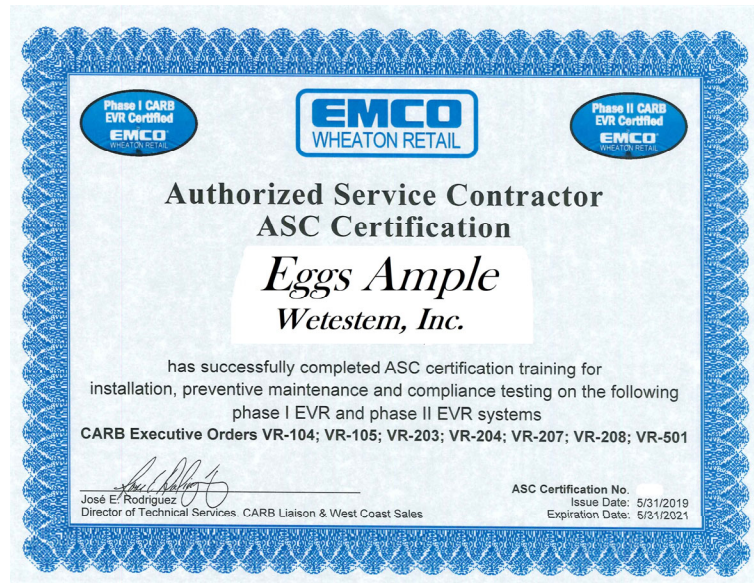 Phase I CARB
EVR Certified
EMCO
WHEATON RETAIL
EMCO
WHEATON RETAIL
Phase II CARB
EVR Certified
EMCO
WHEATON RETAIL
Authorized Service Contractor
ASC Certification
Eggs Ample
Wetestem, Inc.
has successfully completed ASC certification training for
installation, preventive maintenance and compliance testing on the following
phase I EVR and phase II EVR systems
CARB Executive Orders VR-104; VR-105; VR-203; VR-204; VR-207; VR-208; VR-501
José E. Rodriguez
Director of Technical Services, CARB Liaison & West Coast Sales
ASC Certification No.
Issue Date: 5/31/2019
Expiration Date: 5/31/2021